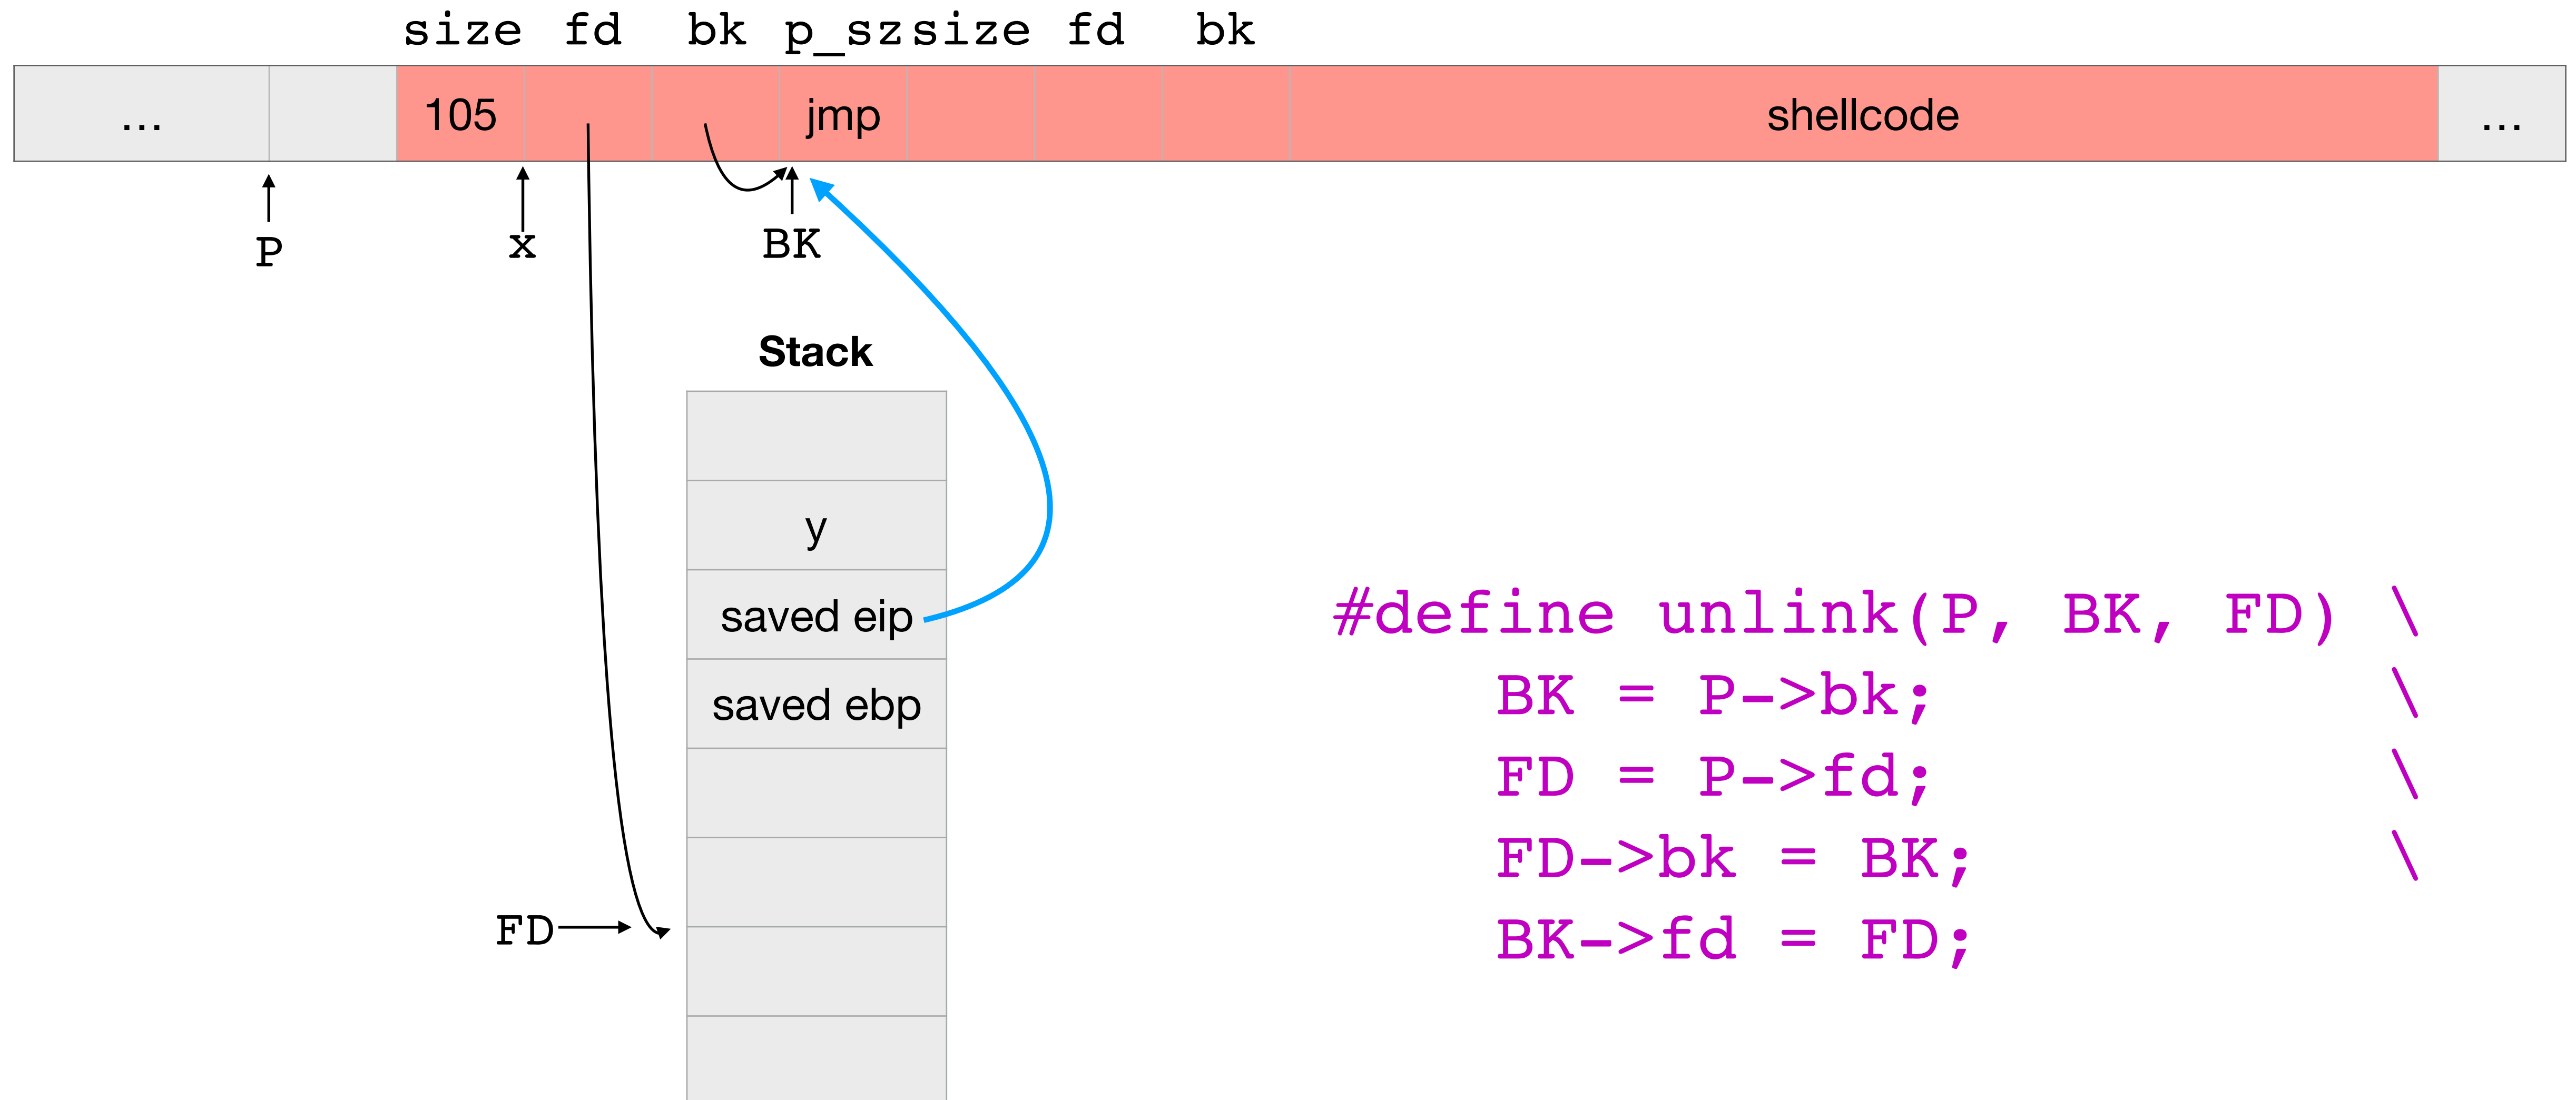 size fd bk p_sz size fd bk
... 105 jmp shellcode ...
P x BK
Stack
y
saved eip
saved ebp
FD
#define unlink(P, BK, FD) \
BK = P->bk; \
FD = P->fd; \
FD->bk = BK; \
BK->fd = FD;